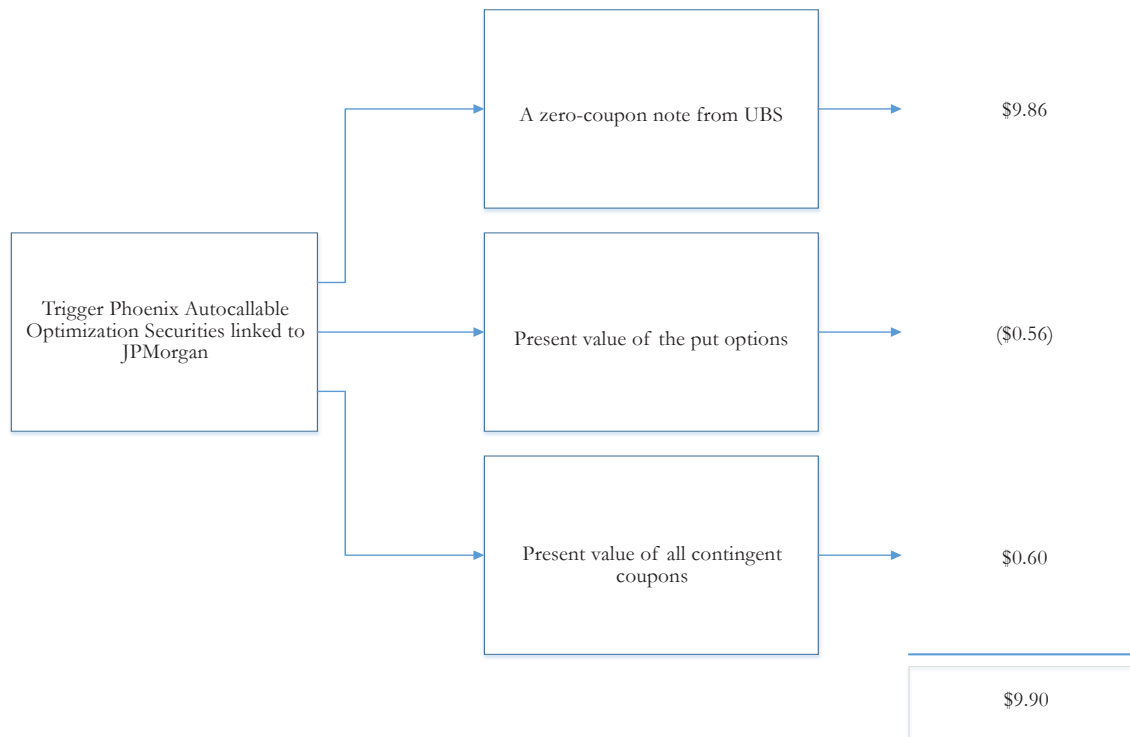 A zero-coupon note from UBS
$9.86
Trigger Phoenix Autocallable
Optimization Securities linked to
JPMorgan
Present value of the put options
($0.56)
Present value of all contingent
coupons
$0.60
$9.90